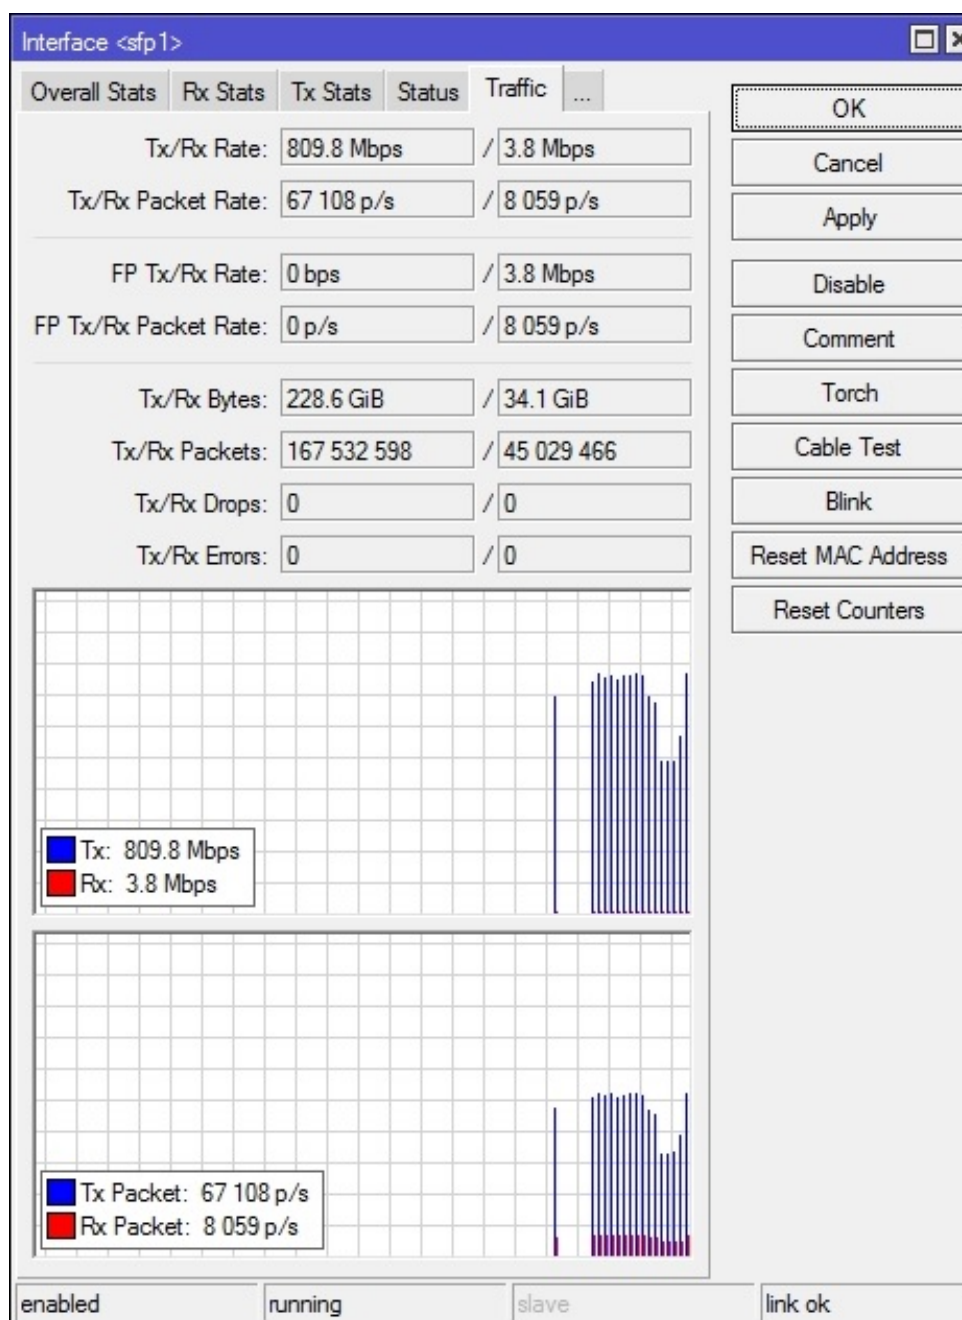 Interface <sfp1>
Overall Stats Rx Stats Tx Stats Status Traffic ...
Tx/Rx Rate: 809.8 Mbps / 3.8 Mbps
Tx/Rx Packet Rate: 67 108 p/s / 8 059 p/s
FP Tx/Rx Rate: 0 bps / 3.8 Mbps
FP Tx/Rx Packet Rate: 0 p/s / 8 059 p/s
Tx/Rx Bytes: 228.6 GiB / 34.1 GiB
Tx/Rx Packets: 167 532 598 / 45 029 466
Tx/Rx Drops: 0 / 0
Tx/Rx Errors: 0 / 0
Tx: 809.8 Mbps
Rx: 3.8 Mbps
Tx Packet: 67 108 p/s
Rx Packet: 8 059 p/s
OK
Cancel
Apply
Disable
Comment
Torch
Cable Test
Blink
Reset MAC Address
Reset Counters
enabled running slave link ok